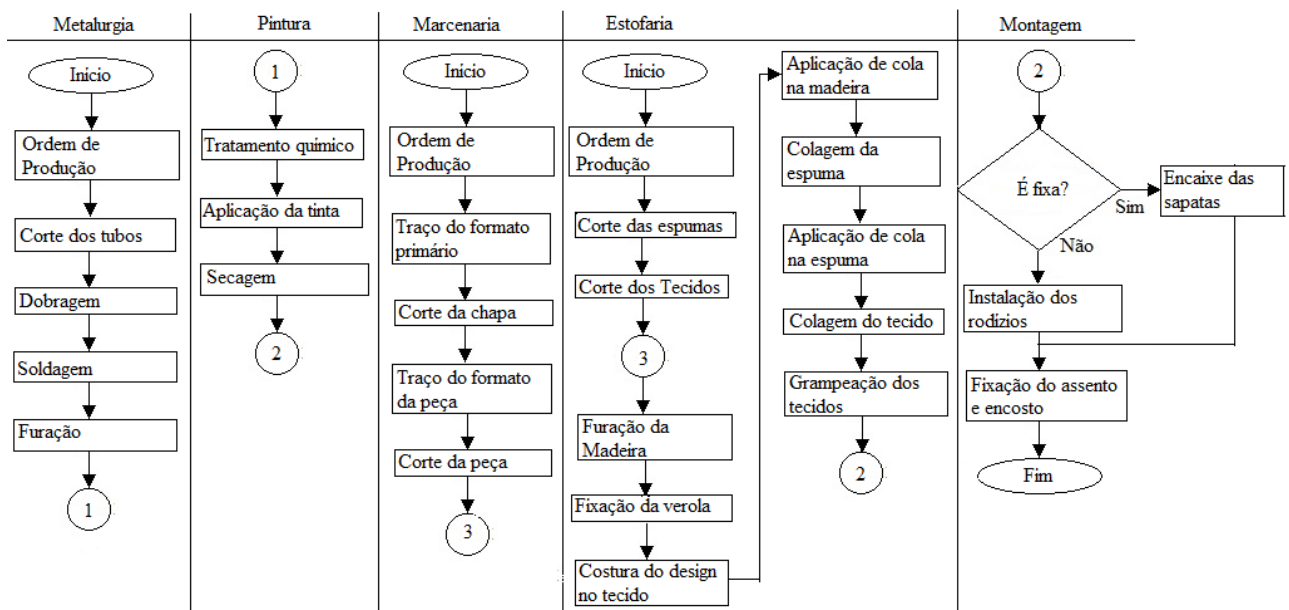 Metalurgia
Início
Ordem de
Produção
Corte dos tubos
Dobragem
Soldagem
Furação
1
Pintura
1
Tratamento químico
Aplicação da tinta
Secagem
2
Marcenaria
Início
Ordem de
Produção
Traço do formato
primário
Corte da chapa
Traço do formato
da peça
Corte da peça
3
Estofaria
Início
Ordem de
Produção
Corte das espumas
Corte dos Tecidos
3
Furação da
Madeira
Fixação da verola
Costura do design
no tecido
Aplicação de cola
na madeira
Colagem da
espuma
Aplicação de cola
na espuma
Colagem do tecido
Grampeação dos
tecidos
2
Montagem
2
É fixa?
Sim
Encaixe das
sapatas
Não
Instalação dos
rodízios
Fixação do assento
e encosto
Fim